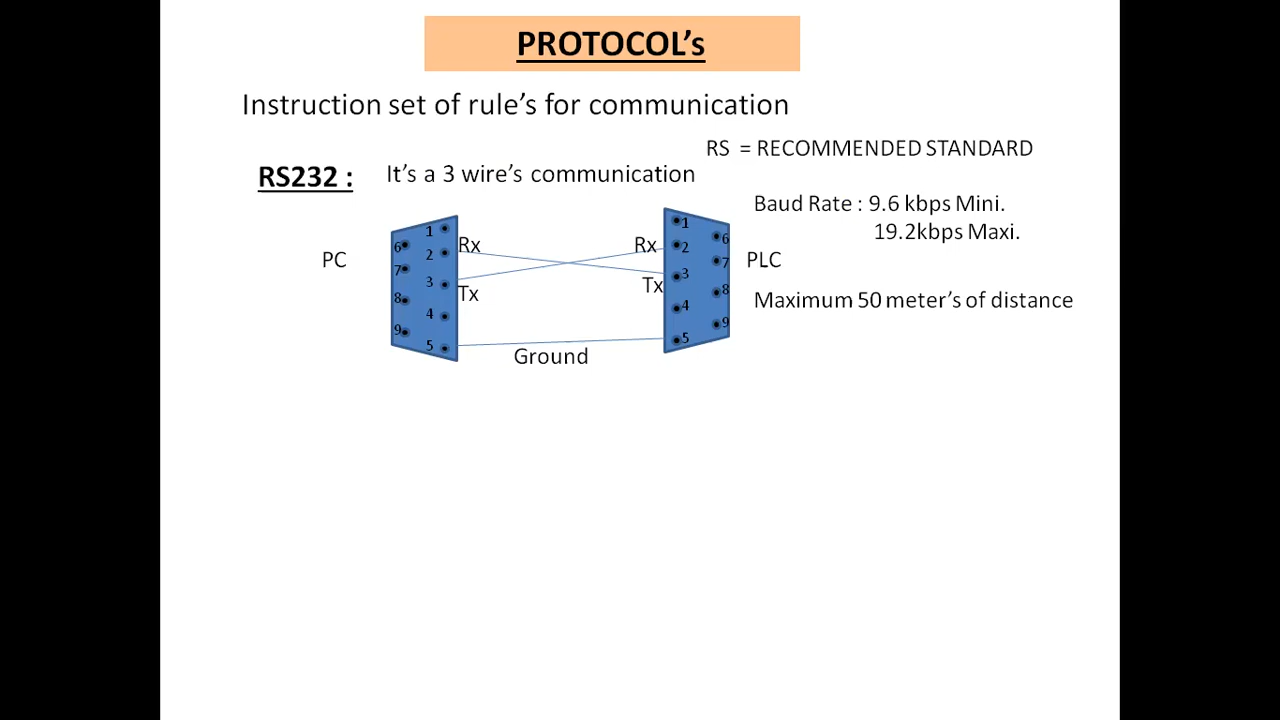 PROTOCOL’s
Instruction set of rule’s for communication
RS = RECOMMENDED STANDARD
RS232 : It’s a 3 wire’s communication
Baud Rate : 9.6 kbps Mini.
19.2kbps Maxi.
PC
1
2
3
4
5
6
7
8
9
Rx
Tx
Ground
Rx
Tx
1
2
3
4
5
6
7
8
9
PLC
Maximum 50 meter’s of distance